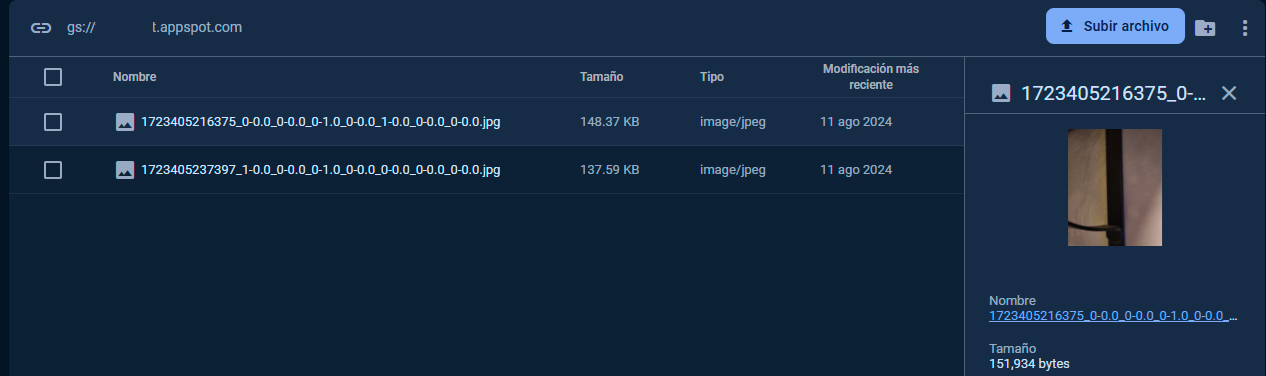 gs:// t.appspot.com
Subir archivo
Nombre Tamaño Tipo Modificación más reciente
1723405216375_0-0.0_0-0.0_0-1.0_0-0.0_1-0.0_0-0.0_0-0.0.jpg 148.37 KB image/jpeg 11 ago 2024
1723405237397_1-0.0_0-0.0_0-1.0_0-0.0_0-0.0_0-0.0_0-0.0.jpg 137.59 KB image/jpeg 11 ago 2024
1723405216375_0-...
Nombre
1723405216375_0-0.0_0-0.0_0-1.0_0-0.0_...
Tamaño
151,934 bytes